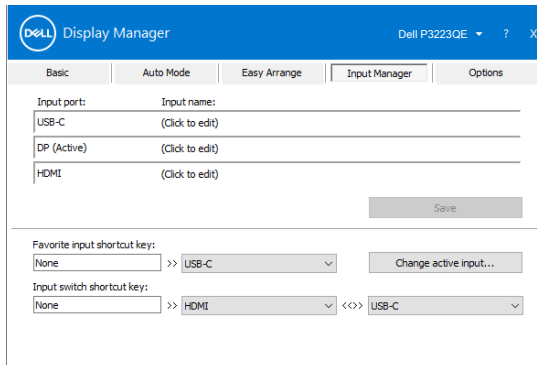 DELL Display Manager Dell P3223QE ? X
Basic Auto Mode Easy Arrange Input Manager Options
Input port: Input name:
USB-C (Click to edit)
DP (Active) (Click to edit)
HDMI (Click to edit)
Save
Favorite input shortcut key:
None >> USB-C Change active input...
Input switch shortcut key:
None >> HDMI <<>> USB-C